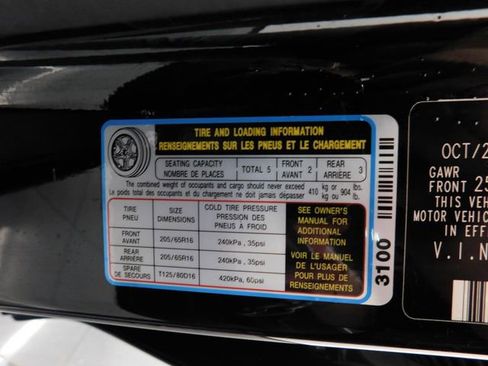 TIRE AND LOADING INFORMATION
RENSEIGNEMENTS SUR LES PNEUS ET LE CHARGEMENT
SEATING CAPACITY
NOMBRE DE PLACES
TOTAL 5
FRONT
AVANT 2
REAR
ARRIÈRE 3
The combined weight of occupants and cargo should never exceed
Le poids total des occupants et du chargement ne doit jamais dépasser
410 kg or kg ou 904 lb. lb.
TIRE
PNEU
SIZE
DIMENSIONS
COLD TIRE PRESSURE
PRESSION DES
PNEUS A FROID
FRONT
AVANT
205/65R16
240kPa, 35psi
REAR
ARRIÈRE
205/65R16
240kPa, 35psi
SPARE
DE SECOURS
T125/80D16
420kPa, 60psi
SEE OWNER'S
MANUAL FOR
ADDITIONAL
INFORMATION
VOIR LE MANUEL
DE L'USAGER
POUR PLUS DE
RENSEIGNEMENTS
3100
OCT/2
GAWR
FRONT 25
THIS VEH
MOTOR VEHIC
IN EFF
V.I.N